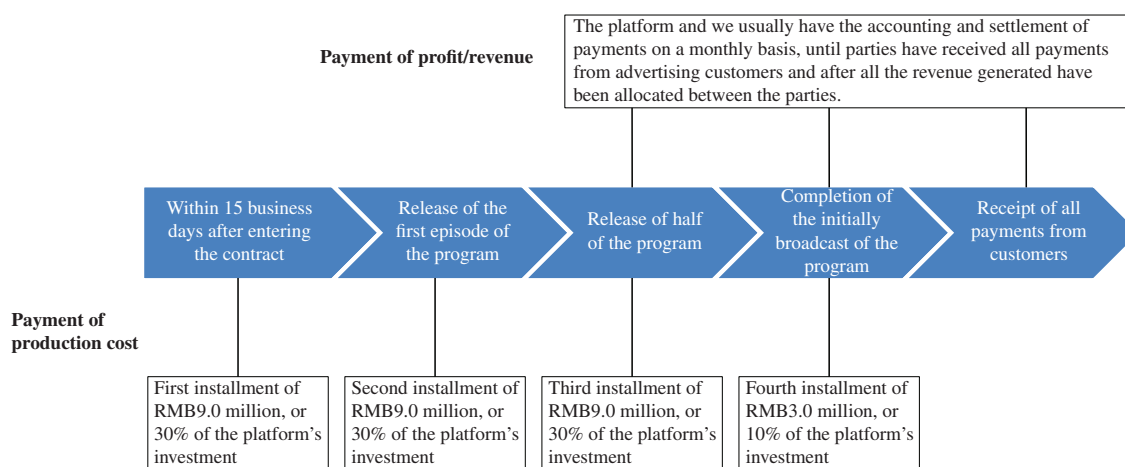 The platform and we usually have the accounting and settlement of
payments on a monthly basis, until parties have received all payments
from advertising customers and after all the revenue generated have
been allocated between the parties.
Payment of profit/revenue
Within 15 business
days after entering
the contract
Release of the
first episode of
the program
Release of half
of the program
Completion of
the initially
broadcast of the
program
Receipt of all
payments from
customers
Payment of
production cost
First installment of
RMB9.0 million, or
30% of the platform's
investment
Second installment of
RMB9.0 million, or
30% of the platform's
investment
Third installment of
RMB9.0 million, or
30% of the platform's
investment
Fourth installment of
RMB3.0 million, or
10% of the platform's
investment